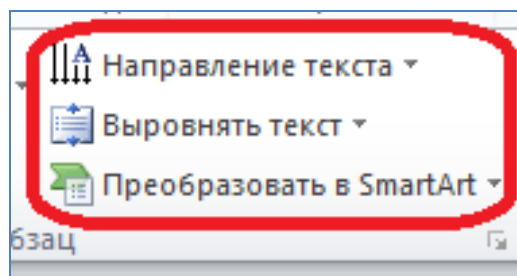 Направление текста
Выровнять текст
Преобразовать в SmartArt
бзац